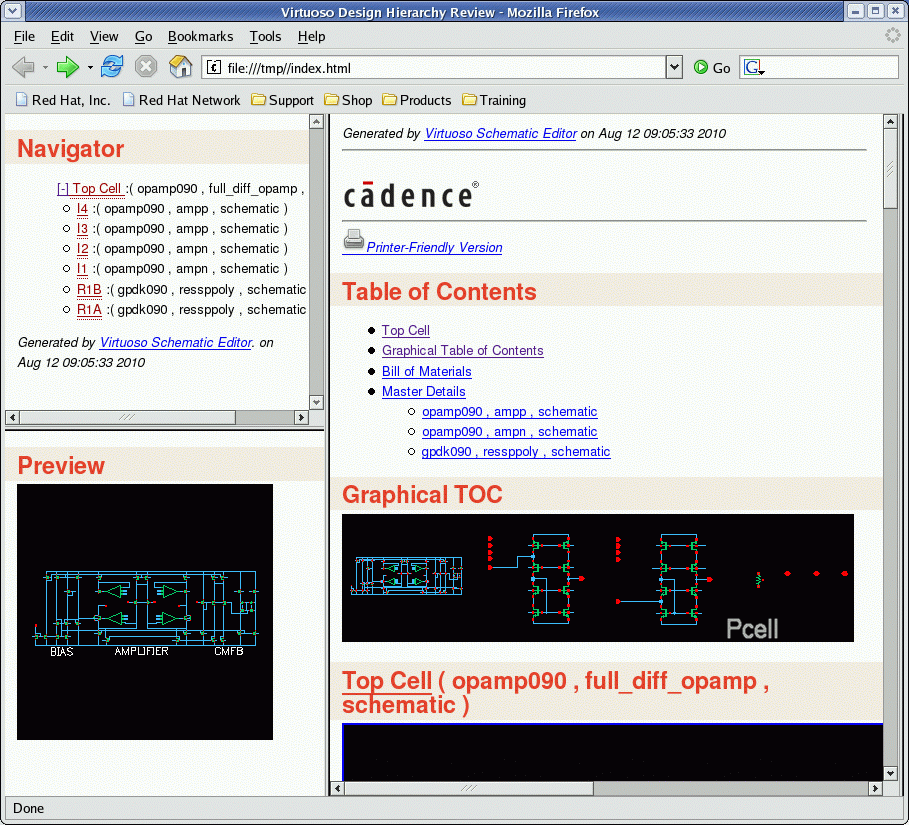 Virtuoso Design Hierarchy Review - Mozilla Firefox
File Edit View Go Bookmarks Tools Help
file:///tmp//index.html
Go
G
Red Hat, Inc. Red Hat Network Support Shop Products Training
Navigator
[-] Top Cell :( opamp090 , full_diff_opamp ,
I4 :( opamp090 , ampp , schematic )
I3 :( opamp090 , ampp , schematic )
I2 :( opamp090 , ampn , schematic )
I1 :( opamp090 , ampn , schematic )
R1B :( gpdk090 , ressppoly , schematic
R1A :( gpdk090 , ressppoly , schematic
Generated by Virtuoso Schematic Editor. on
Aug 12 09:05:33 2010
Preview
BIAS AMPLIFIER CMFB
Generated by Virtuoso Schematic Editor on Aug 12 09:05:33 2010
cādence®
Printer-Friendly Version
Table of Contents
Top Cell
Graphical Table of Contents
Bill of Materials
Master Details
opamp090 , ampp , schematic
opamp090 , ampn , schematic
gpdk090 , ressppoly , schematic
Graphical TOC
Pcell
Top Cell ( opamp090 , full_diff_opamp ,
schematic )
Done